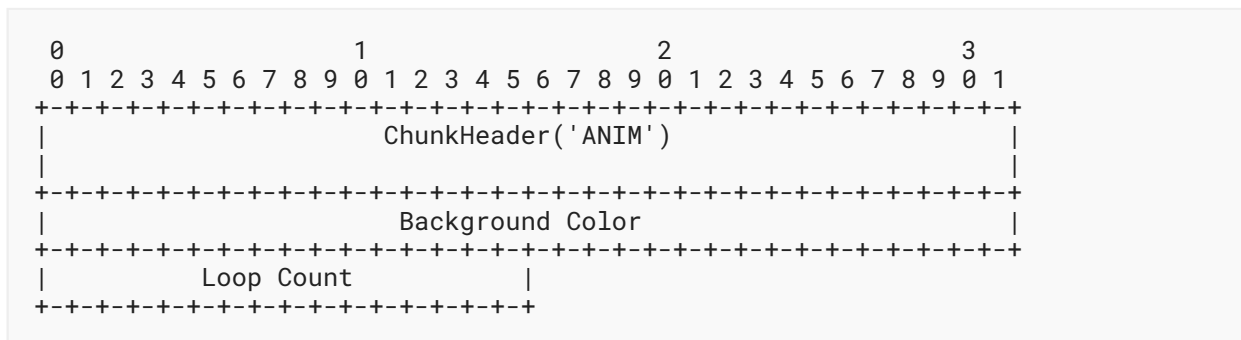 0                   1                   2                   3
 0 1 2 3 4 5 6 7 8 9 0 1 2 3 4 5 6 7 8 9 0 1 2 3 4 5 6 7 8 9 0 1
+-+-+-+-+-+-+-+-+-+-+-+-+-+-+-+-+-+-+-+-+-+-+-+-+-+-+-+-+-+-+-+-+
|                      ChunkHeader('ANIM')                      |
|                                                               |
+-+-+-+-+-+-+-+-+-+-+-+-+-+-+-+-+-+-+-+-+-+-+-+-+-+-+-+-+-+-+-+-+
|                       Background Color                        |
+-+-+-+-+-+-+-+-+-+-+-+-+-+-+-+-+-+-+-+-+-+-+-+-+-+-+-+-+-+-+-+-+
|          Loop Count           |
+-+-+-+-+-+-+-+-+-+-+-+-+-+-+-+-+